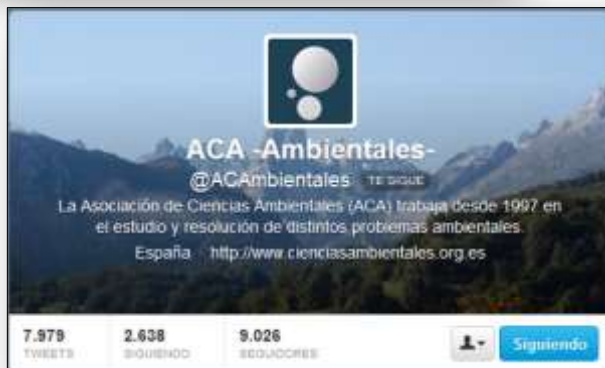 ACA -Ambientales-
@ACAmbientales TE SIGUE
La Asociación de Ciencias Ambientales (ACA) trabaja desde 1997 en
el estudio y resolución de distintos problemas ambientales.
España · http://www.cienciasambientales.org.es
7.979 2.638 9.026
TWEETS SIGUIENDO SEGUIDORES
Siguiendo